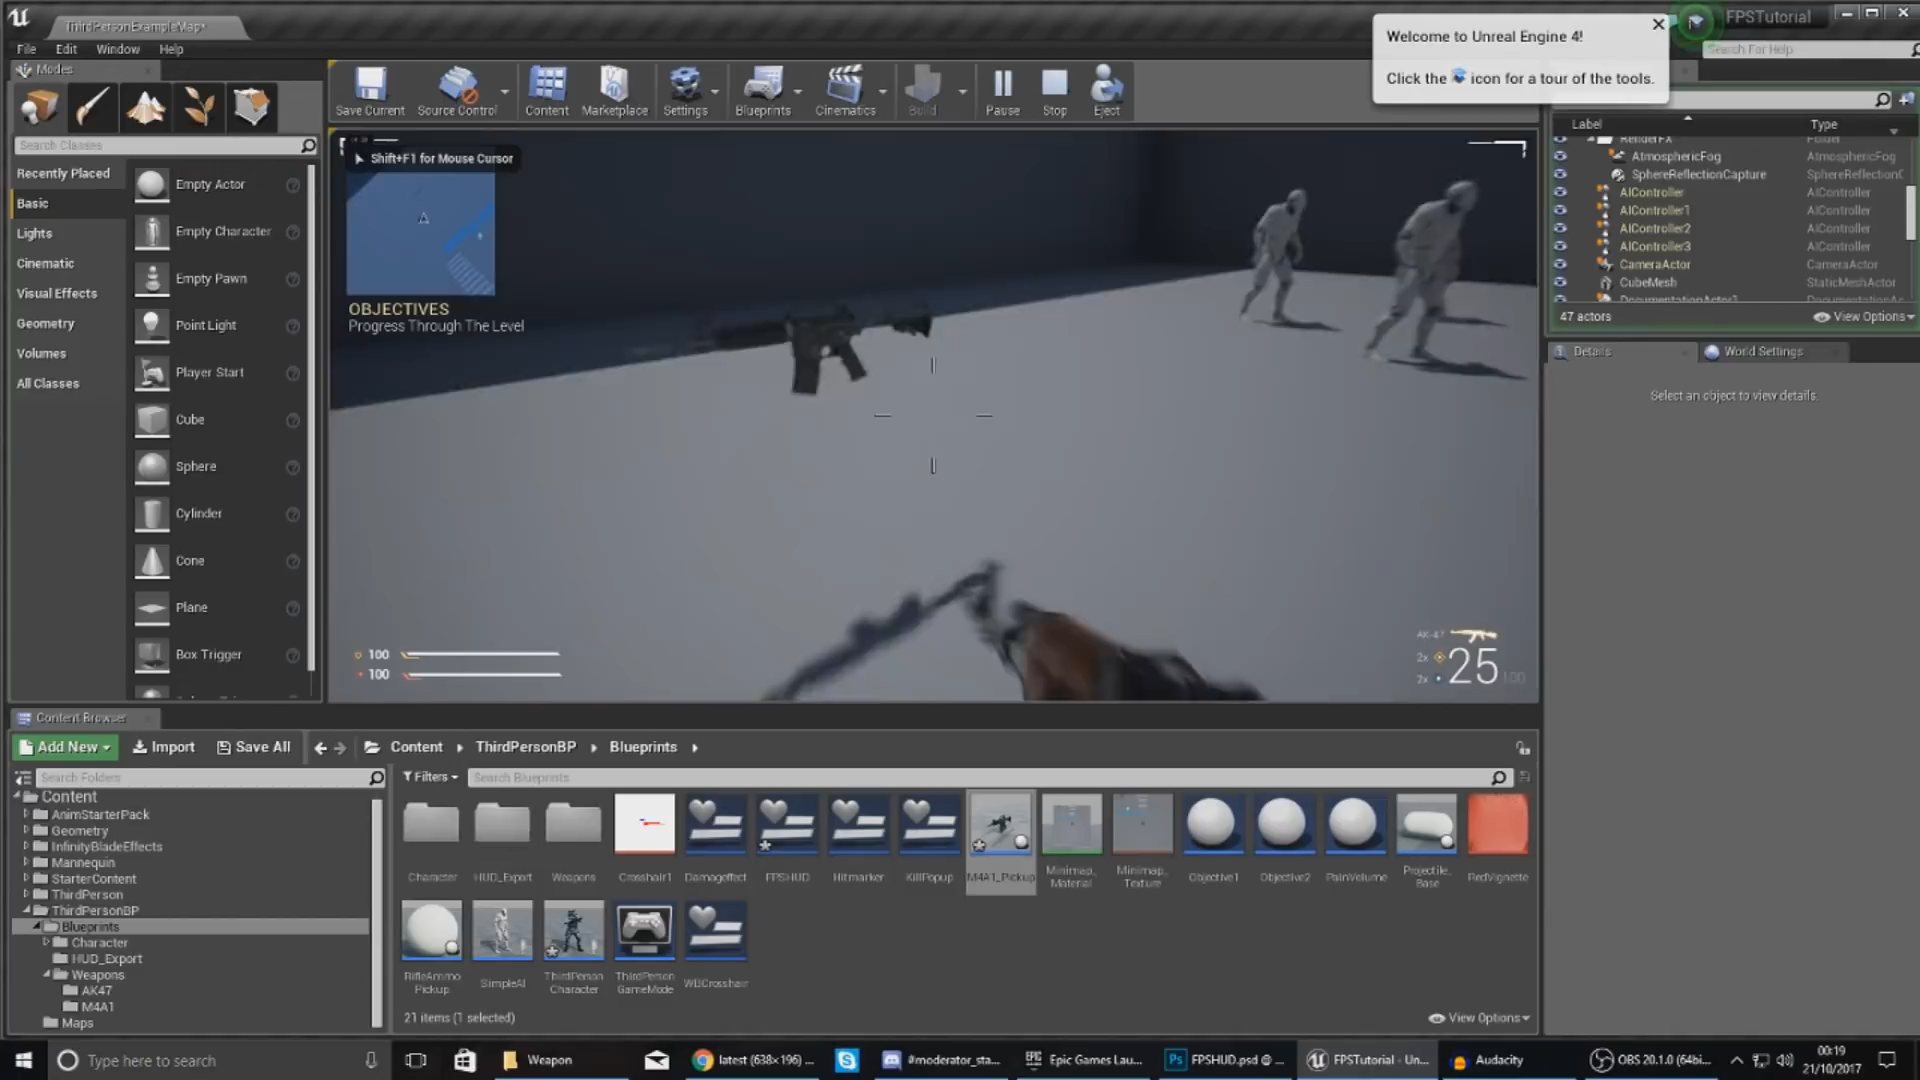 ThirdPersonExampleMap*
FPSTutorial
File Edit Window Help
Search For Help
Welcome to Unreal Engine 4!
Click the icon for a tour of the tools.
Modes
Search Classes
Recently Placed
Basic
Lights
Cinematic
Visual Effects
Geometry
Volumes
All Classes
Empty Actor
Empty Character
Empty Pawn
Point Light
Player Start
Cube
Sphere
Cylinder
Cone
Plane
Box Trigger
Save Current Source Control Content Marketplace Settings Blueprints Cinematics Build Pause Stop Eject
Shift+F1 for Mouse Cursor
OBJECTIVES
Progress Through The Level
100
100
AK-47
2x
2x
25
100
Label Type
RenderFX Folder
AtmosphericFog AtmosphericFog
SphereReflectionCapture SphereReflectionC
AIController AIController
AIController1 AIController
AIController2 AIController
AIController3 AIController
CameraActor CameraActor
CubeMesh StaticMeshActor
DocumentationActor1 DocumentationAc
47 actors View Options
Details World Settings
Select an object to view details.
Content Browser
Add New Import Save All Content ThirdPersonBP Blueprints
Search Folders
Filters Search Blueprints
Content
AnimStarterPack
Geometry
InfinityBladeEffects
Mannequin
StarterContent
ThirdPerson
ThirdPersonBP
Blueprints
Character
HUD_Export
Weapons
AK47
M4A1
Maps
Character HUD_Export Weapons Crosshair1 Damageffect FPSHUD Hitmarker KillPopup M4A1_Pickup Minimap_Material Minimap_Texture Objective1 Objective2 PainVolume Projectile_Base RedVignette
RifleAmmoPickup SimpleAI ThirdPersonCharacter ThirdPersonGameMode WBCrosshair
21 items (1 selected) View Options
Type here to search
Weapon
latest (638×196) ...
#moderator_sta...
Epic Games Lau...
FPSHUD.psd @ ...
FPSTutorial - Un...
Audacity
OBS 20.1.0 (64bi...
00:19
21/10/2017